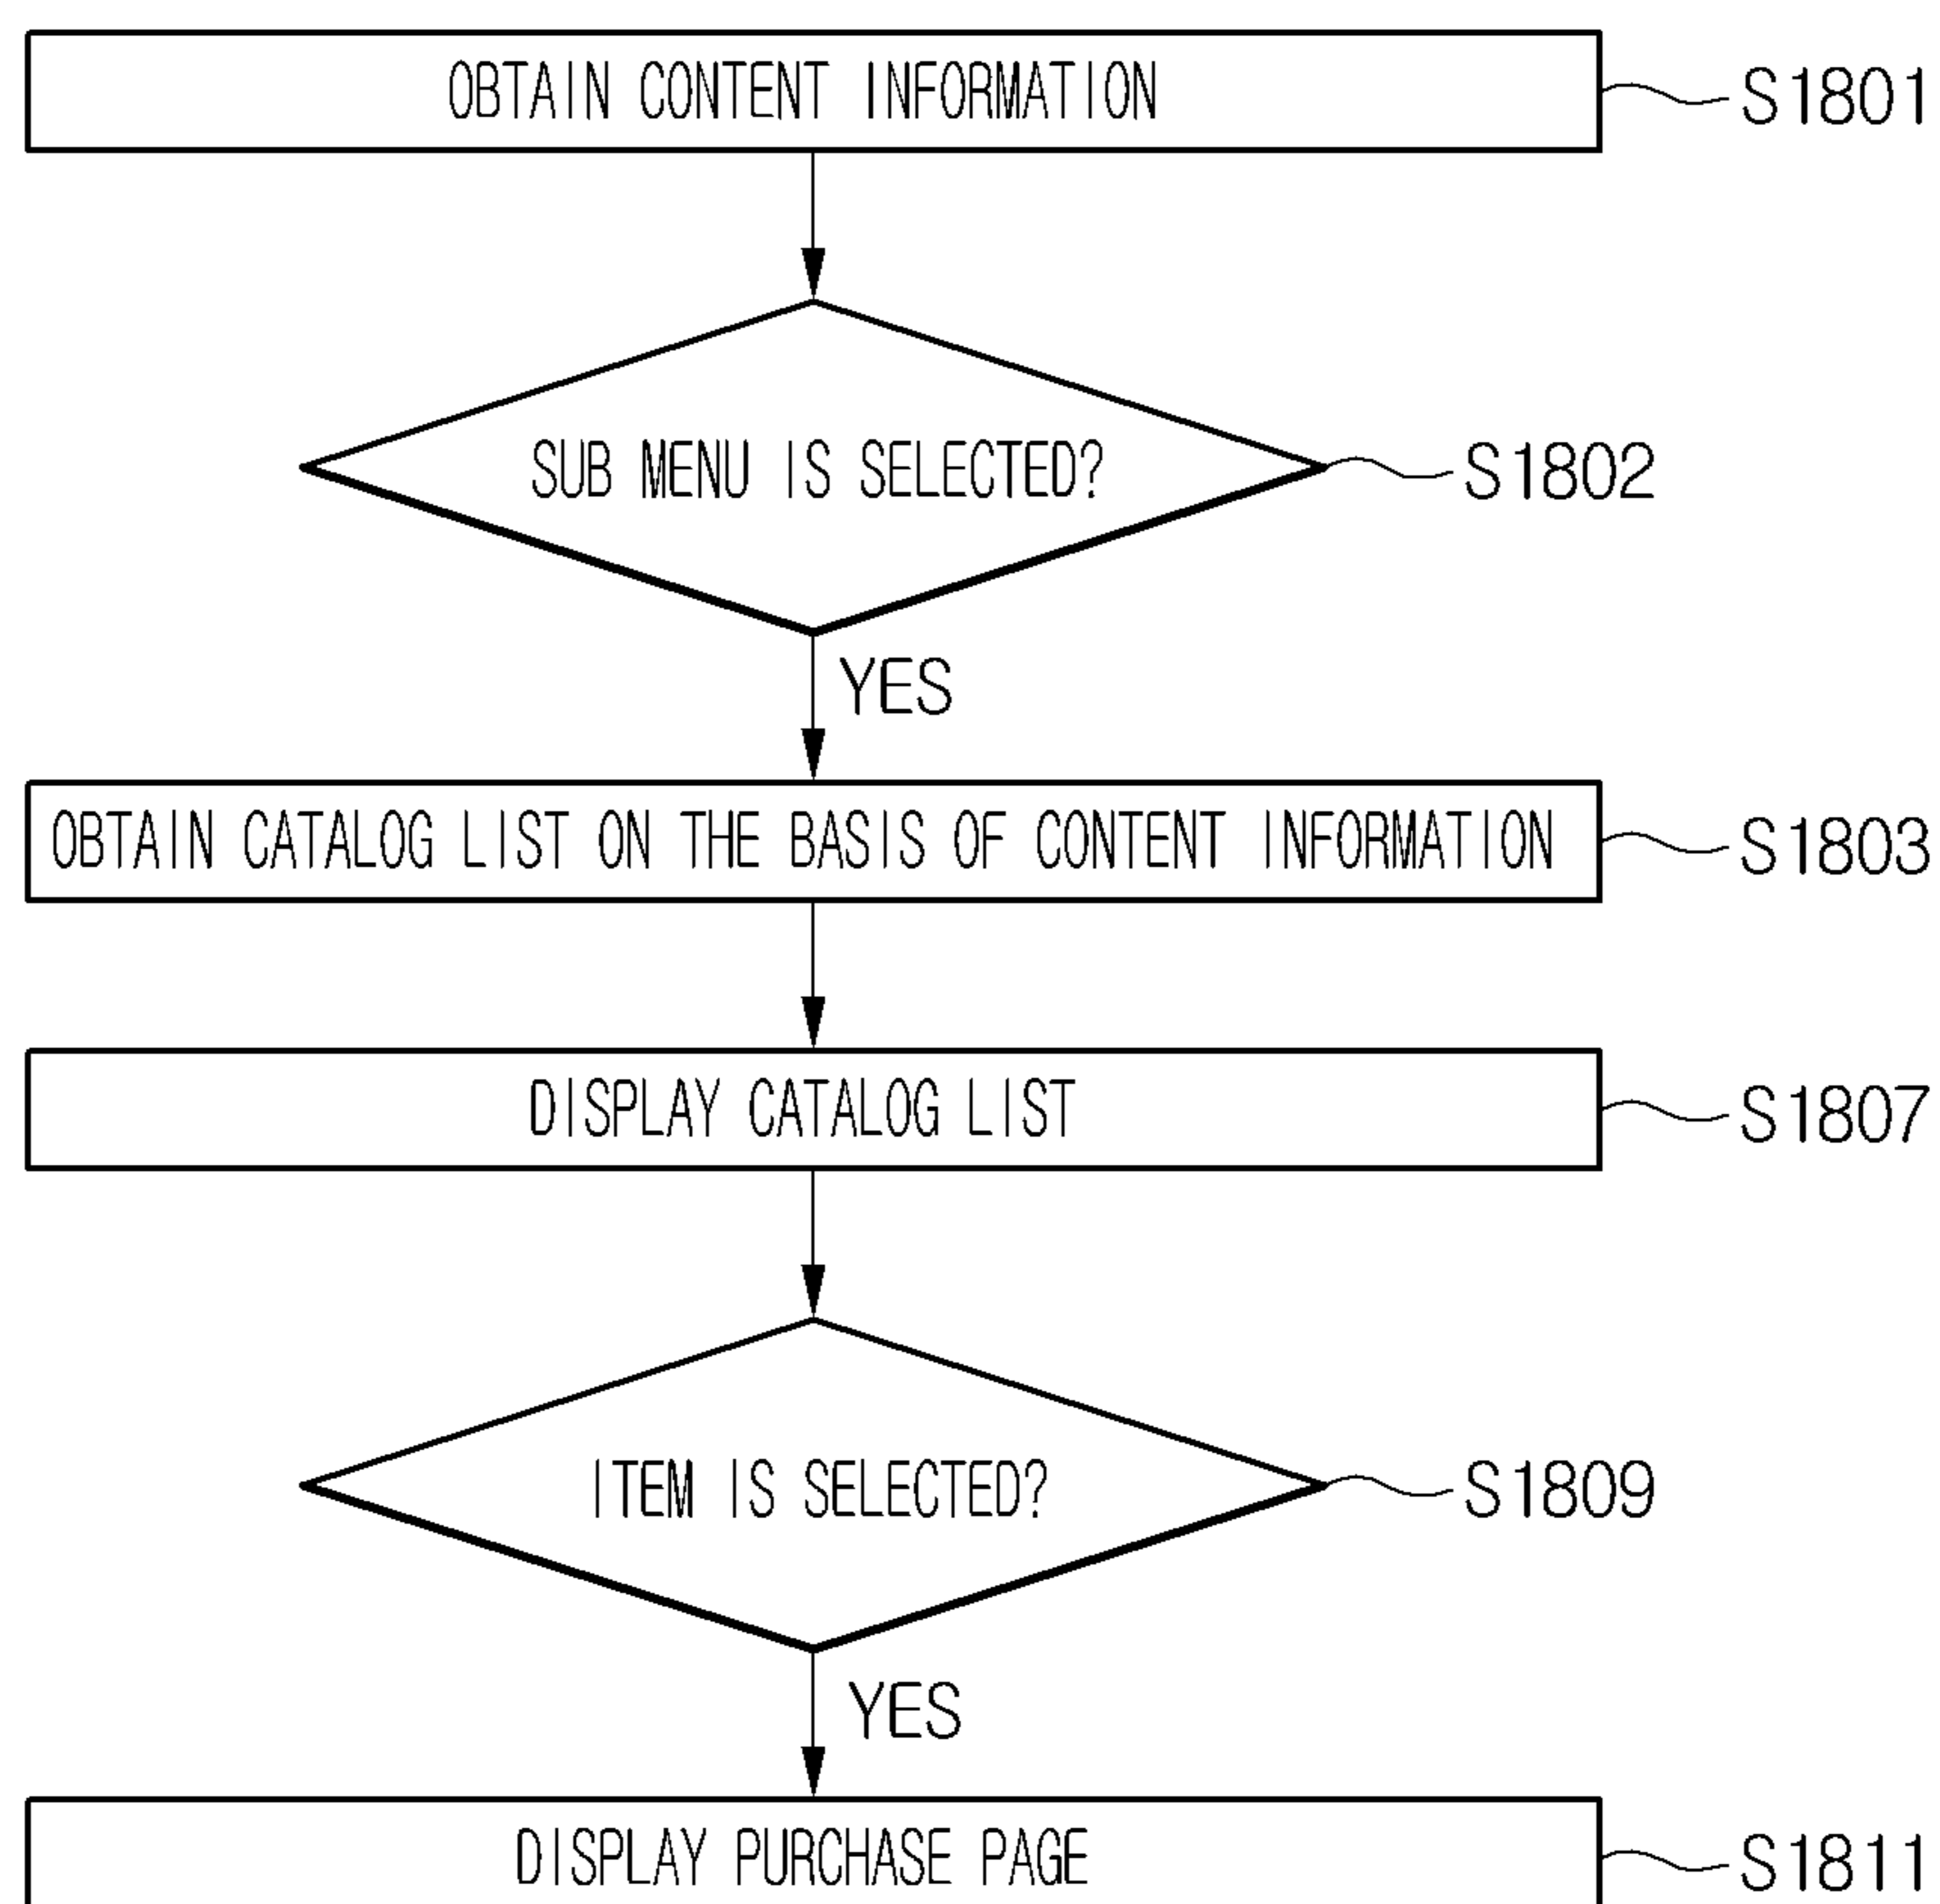 OBTAIN CONTENT INFORMATION
S1801
SUB MENU IS SELECTED?
S1802
YES
OBTAIN CATALOG LIST ON THE BASIS OF CONTENT INFORMATION
S1803
DISPLAY CATALOG LIST
S1807
ITEM IS SELECTED?
S1809
YES
DISPLAY PURCHASE PAGE
S1811